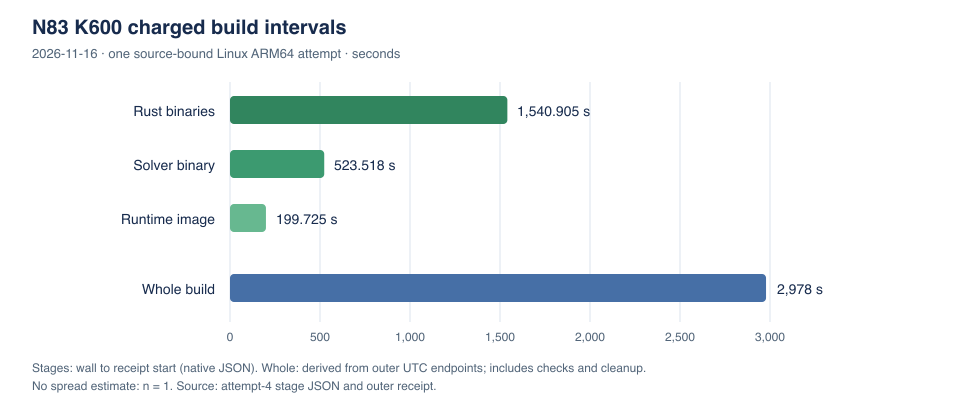 N83 K600 charged build intervals
2026-11-16 · one source-bound Linux ARM64 attempt · seconds
Rust binaries 1,540.905 s
Solver binary 523.518 s
Runtime image 199.725 s
Whole build 2,978 s
0 500 1,000 1,500 2,000 2,500 3,000
Stages: wall to receipt start (native JSON). Whole: derived from outer UTC endpoints; includes checks and cleanup.
No spread estimate: n = 1. Source: attempt-4 stage JSON and outer receipt.